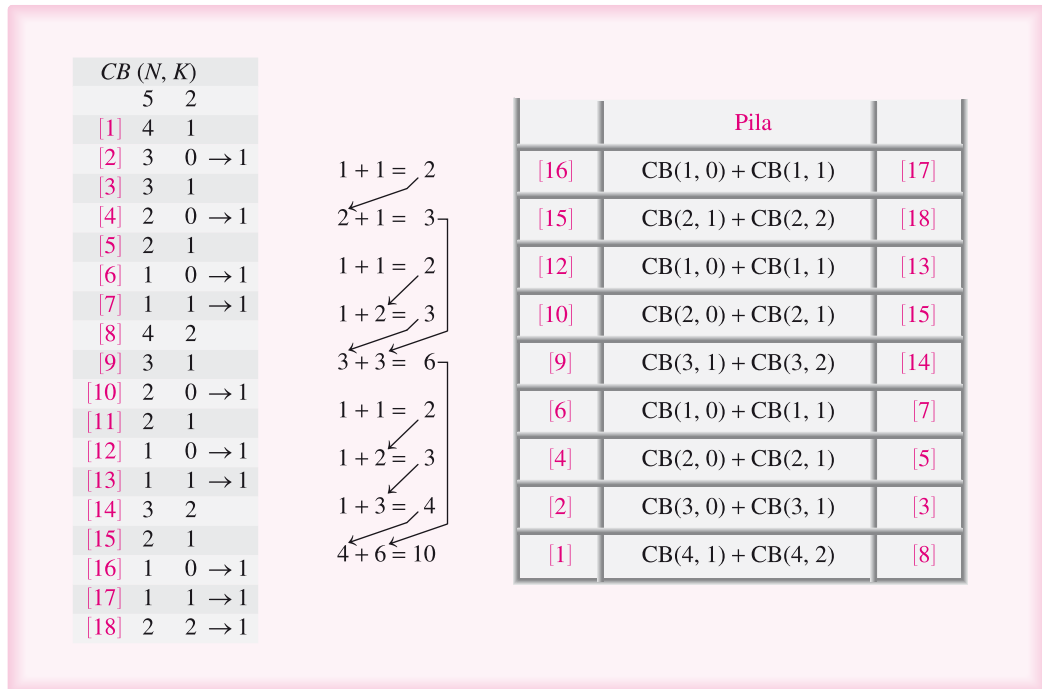 CB (N, K)
5 2
[1] 4 1
[2] 3 0 → 1
[3] 3 1
[4] 2 0 → 1
[5] 2 1
[6] 1 0 → 1
[7] 1 1 → 1
[8] 4 2
[9] 3 1
[10] 2 0 → 1
[11] 2 1
[12] 1 0 → 1
[13] 1 1 → 1
[14] 3 2
[15] 2 1
[16] 1 0 → 1
[17] 1 1 → 1
[18] 2 2 → 1
1 + 1 = 2
2 + 1 = 3
1 + 1 = 2
1 + 2 = 3
3 + 3 = 6
1 + 1 = 2
1 + 2 = 3
1 + 3 = 4
4 + 6 = 10
Pila
[16] CB(1, 0) + CB(1, 1) [17]
[15] CB(2, 1) + CB(2, 2) [18]
[12] CB(1, 0) + CB(1, 1) [13]
[10] CB(2, 0) + CB(2, 1) [15]
[9] CB(3, 1) + CB(3, 2) [14]
[6] CB(1, 0) + CB(1, 1) [7]
[4] CB(2, 0) + CB(2, 1) [5]
[2] CB(3, 0) + CB(3, 1) [3]
[1] CB(4, 1) + CB(4, 2) [8]